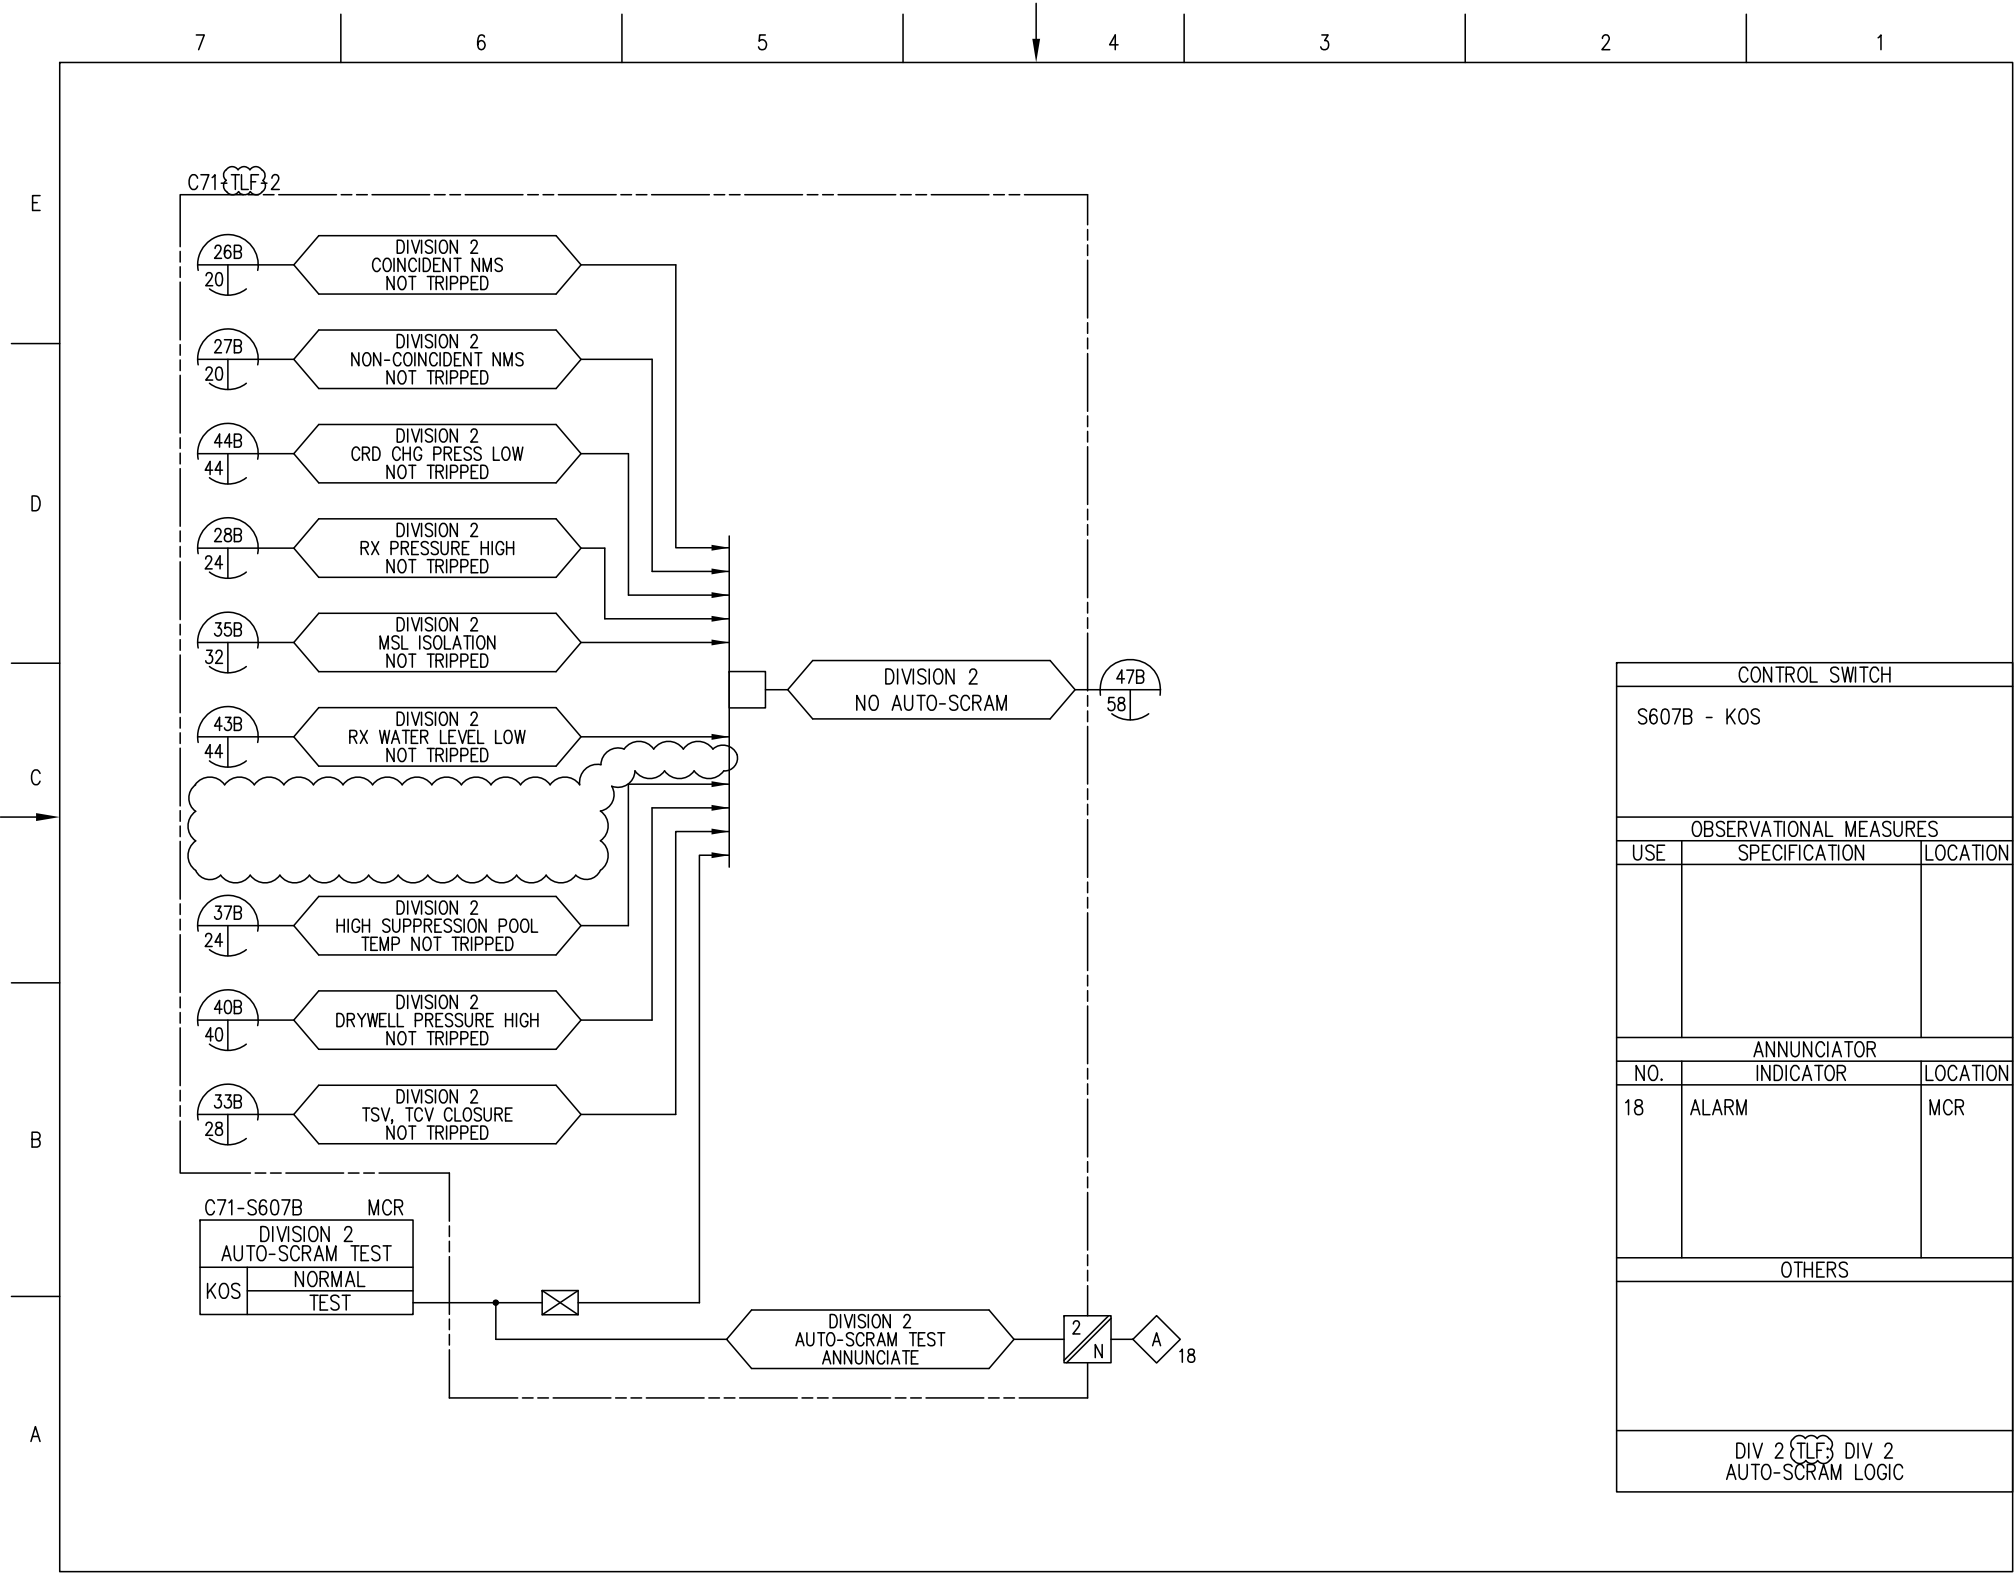 7 6 5 4 3 2 1
E
D
C
B
A
C71-TLF-2
26B
20
DIVISION 2
COINCIDENT NMS
NOT TRIPPED
27B
20
DIVISION 2
NON-COINCIDENT NMS
NOT TRIPPED
44B
44
DIVISION 2
CRD CHG PRESS LOW
NOT TRIPPED
28B
24
DIVISION 2
RX PRESSURE HIGH
NOT TRIPPED
35B
32
DIVISION 2
MSL ISOLATION
NOT TRIPPED
43B
44
DIVISION 2
RX WATER LEVEL LOW
NOT TRIPPED
37B
24
DIVISION 2
HIGH SUPPRESSION POOL
TEMP NOT TRIPPED
40B
40
DIVISION 2
DRYWELL PRESSURE HIGH
NOT TRIPPED
33B
28
DIVISION 2
TSV, TCV CLOSURE
NOT TRIPPED
DIVISION 2
NO AUTO-SCRAM
47B
58
C71-S607B MCR
DIVISION 2
AUTO-SCRAM TEST
KOS
NORMAL
TEST
DIVISION 2
AUTO-SCRAM TEST
ANNUNCIATE
2
N
A
18
CONTROL SWITCH
S607B - KOS
OBSERVATIONAL MEASURES
USE SPECIFICATION LOCATION
ANNUNCIATOR
NO. INDICATOR LOCATION
18 ALARM MCR
OTHERS
DIV 2 TLF: DIV 2
AUTO-SCRAM LOGIC